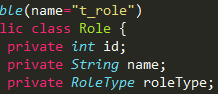 ble(name="t_role")
lic class Role {
private int id;
private String name;
private RoleType roleType;